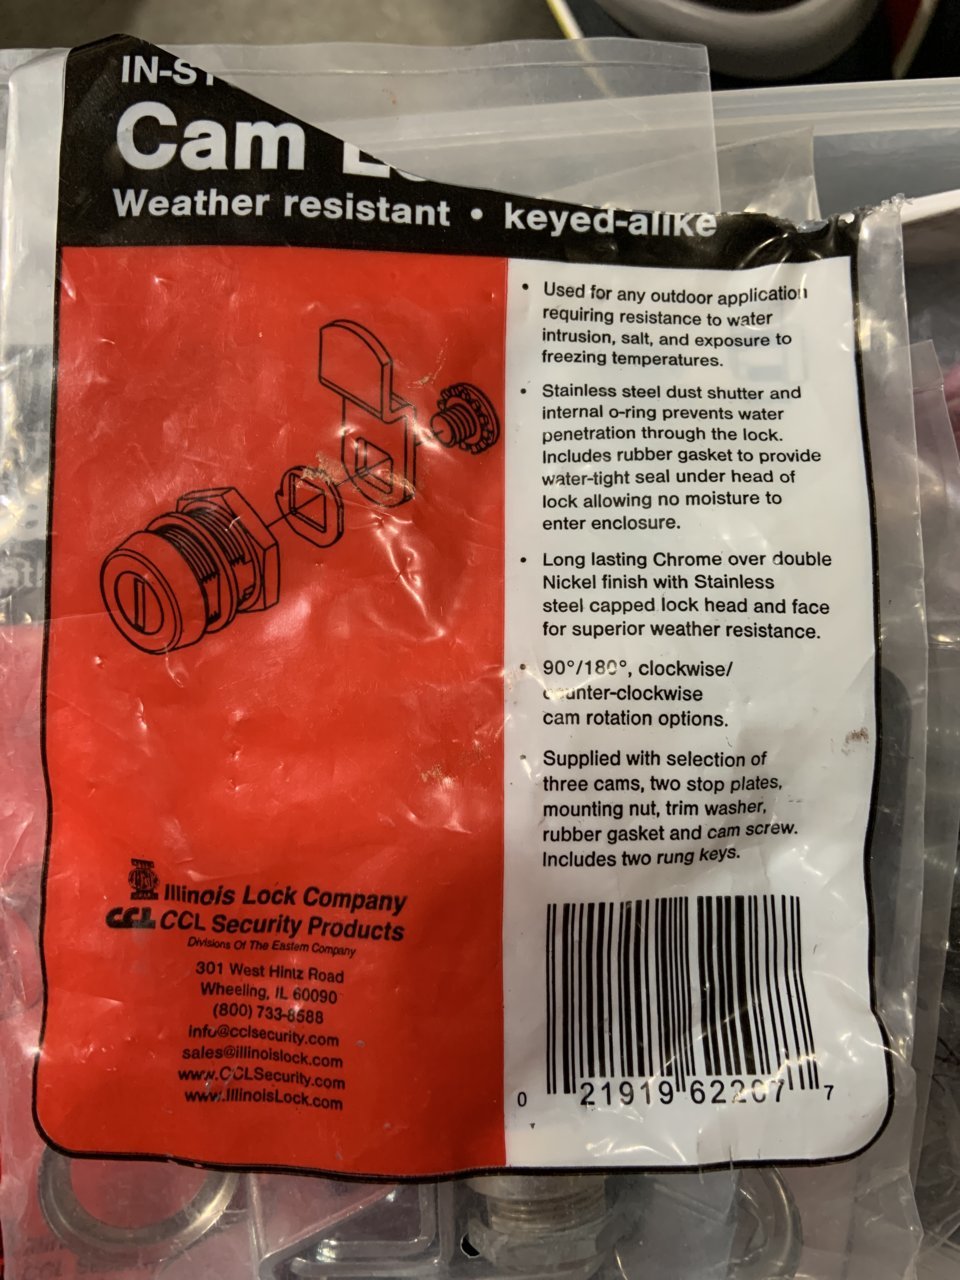 IN-ST
Cam
Weather resistant • keyed-alike
• Used for any outdoor application
requiring resistance to water
intrusion, salt, and exposure to
freezing temperatures.
• Stainless steel dust shutter and
internal o-ring prevents water
penetration through the lock.
Includes rubber gasket to provide
water-tight seal under head of
lock allowing no moisture to
enter enclosure.
• Long lasting Chrome over double
Nickel finish with Stainless
steel capped lock head and face
for superior weather resistance.
• 90°/180°, clockwise/
counter-clockwise
cam rotation options.
• Supplied with selection of
three cams, two stop plates,
mounting nut, trim washer,
rubber gasket and cam screw.
Includes two rung keys.
Illinois Lock Company
CCL CCL Security Products
Divisions Of The Eastern Company
301 West Hintz Road
Wheeling, IL 60090
(800) 733-8588
info@cclsecurity.com
sales@illinoislock.com
www.CCLSecurity.com
www.IllinoisLock.com
0 21919 62207 7